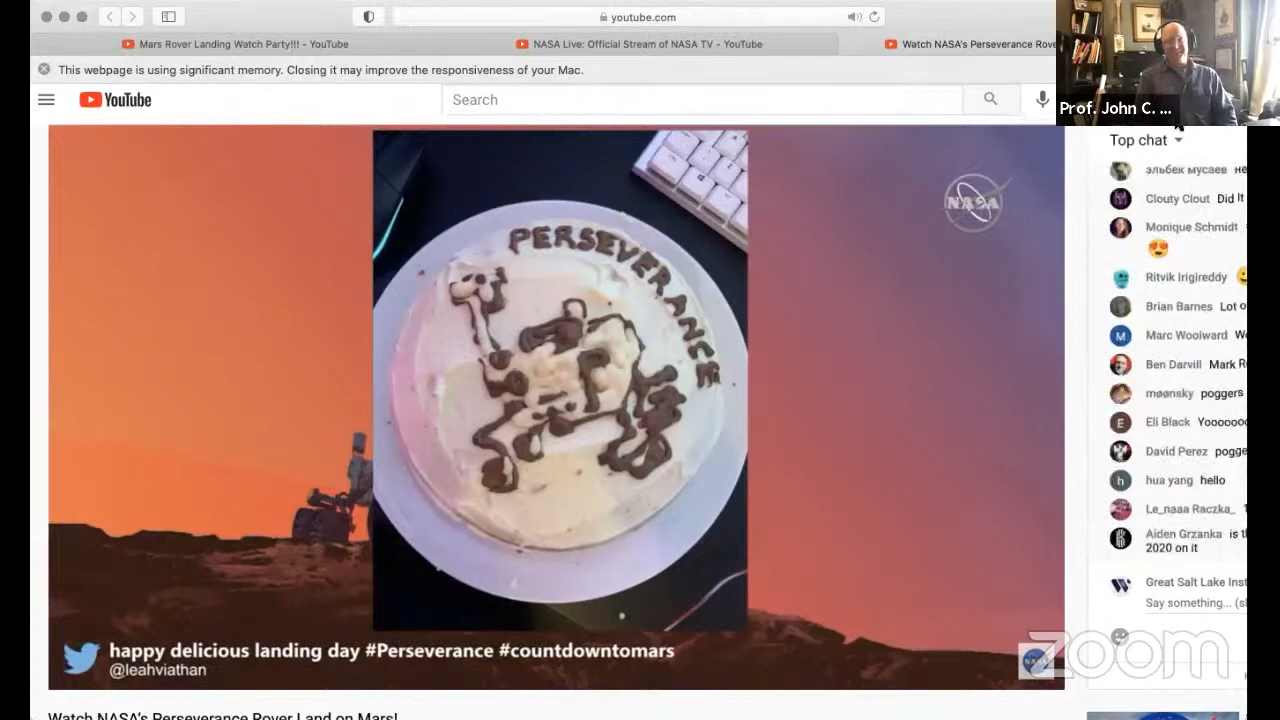 youtube.com
Mars Rover Landing Watch Party!!! - YouTube
NASA Live: Official Stream of NASA TV - YouTube
Watch NASA's Perseverance Rove
This webpage is using significant memory. Closing it may improve the responsiveness of your Mac.
YouTube
Search
Prof. John C. ...
Top chat
эльбек мусаев не
Clouty Clout Did It
Monique Schmidt
Ritvik Irigireddy
Brian Barnes Lot o
M Marc Woolward We
Ben Darvill Mark R
møønsky poggers
E Eli Black Yoooooo
David Perez pogge
h hua yang hello
Le_naaa Raczka_
Aiden Grzanka is th
2020 on it
Great Salt Lake Inst
Say something... (sl
NASA
PERSEVERANCE
happy delicious landing day #Perseverance #countdowntomars
@leahviathan
NASA
zoom
Watch NASA's Perseverance Rover Land on Mars!